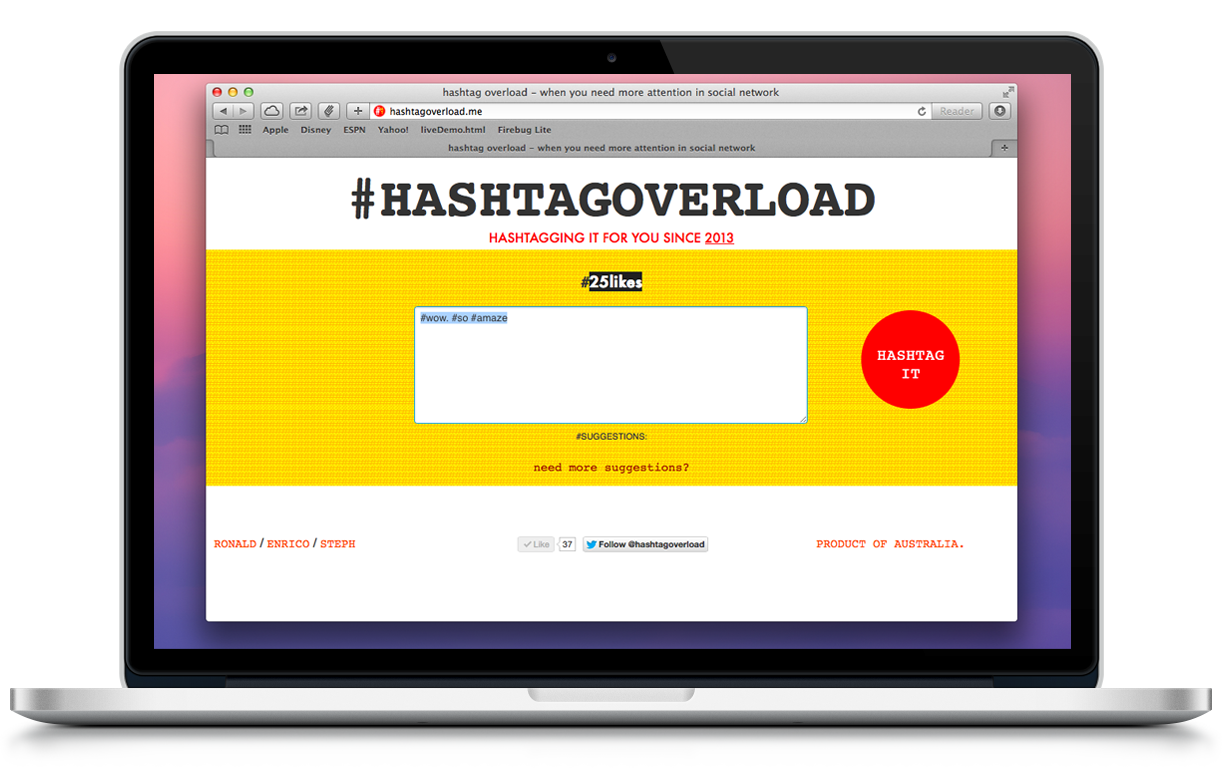 hashtag overload – when you need more attention in social network
hashtagoverload.me
Reader
Apple Disney ESPN Yahoo! liveDemo.html Firebug Lite
hashtag overload – when you need more attention in social network
#HASHTAGOVERLOAD
HASHTAGGING IT FOR YOU SINCE 2013
#25likes
#wow. #so #amaze
HASHTAG
IT
#SUGGESTIONS:
need more suggestions?
RONALD / ENRICO / STEPH
Like 37
Follow @hashtagoverload
PRODUCT OF AUSTRALIA.